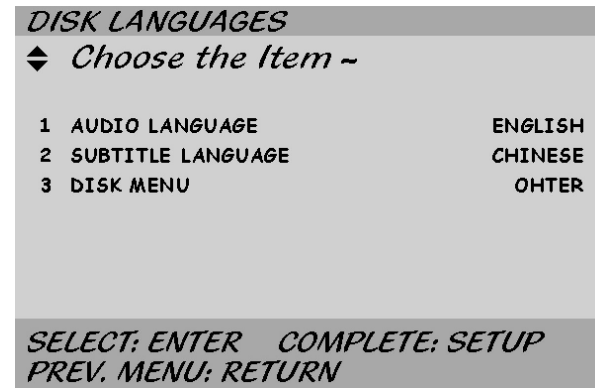 DISK LANGUAGES
Choose the Item ~
1 AUDIO LANGUAGE ENGLISH
2 SUBTITLE LANGUAGE CHINESE
3 DISK MENU OHTER
SELECT: ENTER COMPLETE: SETUP
PREV. MENU: RETURN